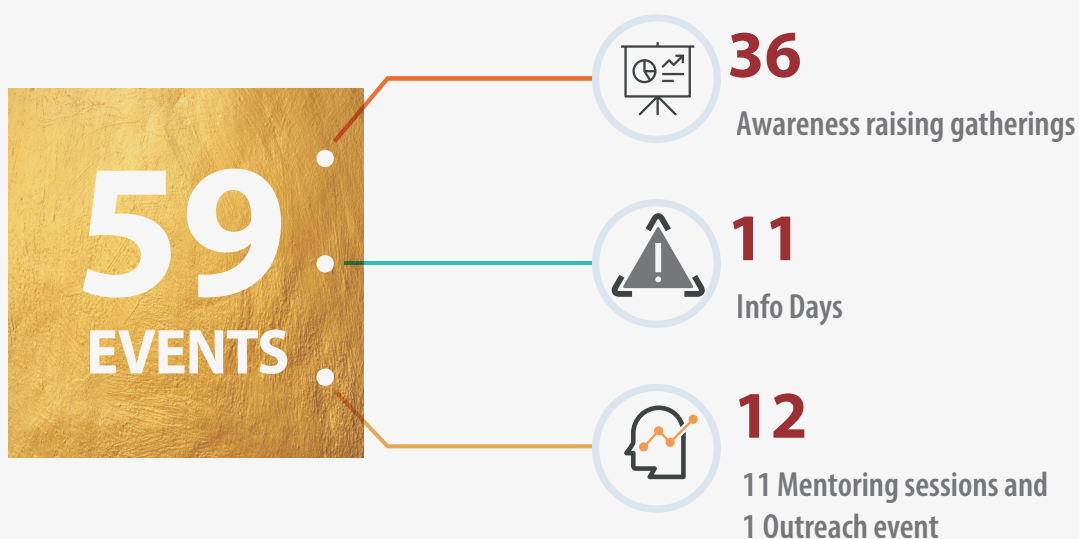 59
EVENTS
36
Awareness raising gatherings
11
Info Days
12
11 Mentoring sessions and
1 Outreach event